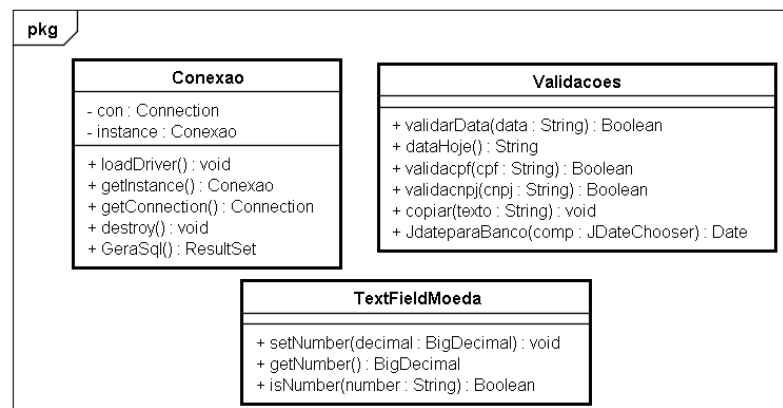 pkg
Conexao
- con : Connection
- instance : Conexao
+ loadDriver() : void
+ getInstance() : Conexao
+ getConnection() : Connection
+ destroy() : void
+ GeraSql() : ResultSet
Validacoes
+ validarData(data : String) : Boolean
+ dataHoje() : String
+ validacpf(cpf : String) : Boolean
+ validacnpj(cnpj : String) : Boolean
+ copiar(texto : String) : void
+ JdateparaBanco(comp : JDateChooser) : Date
TextFieldMoeda
+ setNumber(decimal : BigDecimal) : void
+ getNumber() : BigDecimal
+ isNumber(number : String) : Boolean